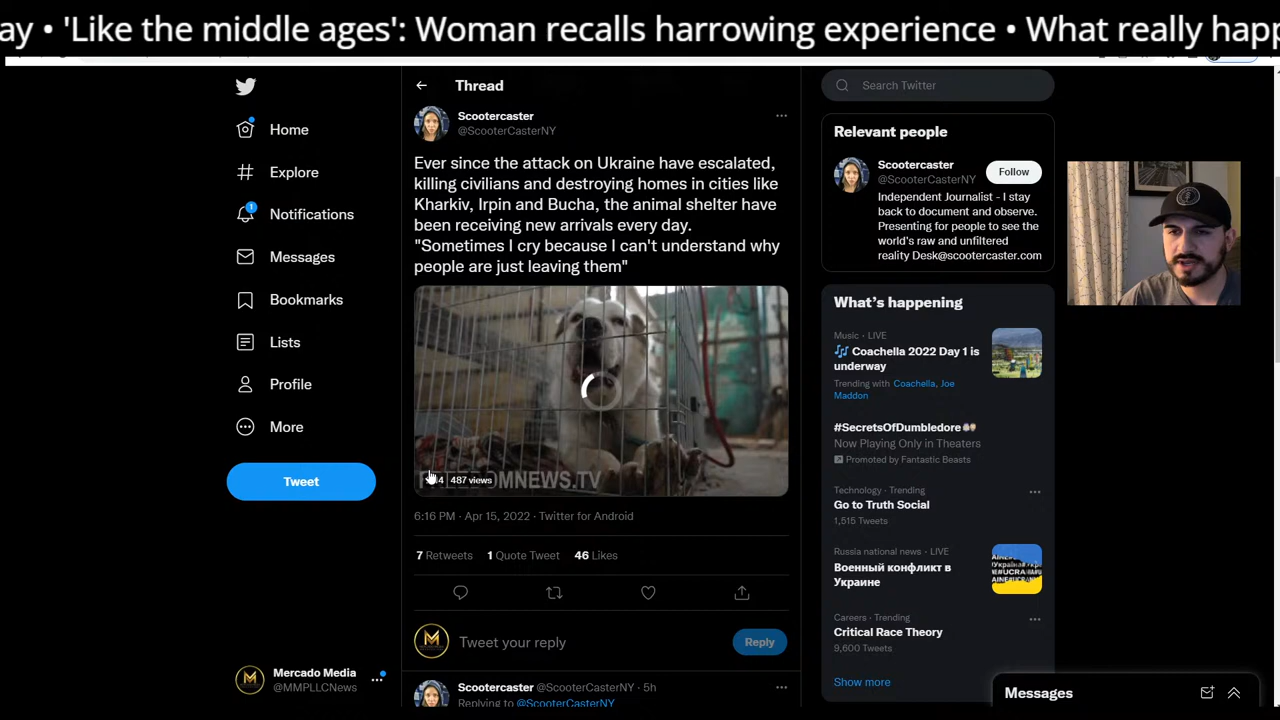 ay • 'Like the middle ages': Woman recalls harrowing experience • What really happ
Home
Explore
1
Notifications
Messages
Bookmarks
Lists
Profile
More
Tweet
Mercado Media
@MMPLLCNews
Thread
Scootercaster
@ScooterCasterNY
Ever since the attack on Ukraine have escalated,
killing civilians and destroying homes in cities like
Kharkiv, Irpin and Bucha, the animal shelter have
been receiving new arrivals every day.
"Sometimes I cry because I can't understand why
people are just leaving them"
FREEDOMNEWS.TV
487 views
6:16 PM · Apr 15, 2022 · Twitter for Android
7 Retweets 1 Quote Tweet 46 Likes
M
Tweet your reply
Reply
Scootercaster @ScooterCasterNY · 5h
Replying to @ScooterCasterNY
Search Twitter
Relevant people
Scootercaster
@ScooterCasterNY
Follow
Independent Journalist - I stay
back to document and observe.
Presenting for people to see the
world's raw and unfiltered
reality Desk@scootercaster.com
What's happening
Music · LIVE
🎶 Coachella 2022 Day 1 is
underway
Trending with Coachella, Joe
Maddon
#SecretsOfDumbledore
Now Playing Only in Theaters
Promoted by Fantastic Beasts
Technology · Trending
Go to Truth Social
1,515 Tweets
Russia national news · LIVE
Военный конфликт в
Украине
Careers · Trending
Critical Race Theory
9,600 Tweets
Show more
Messages